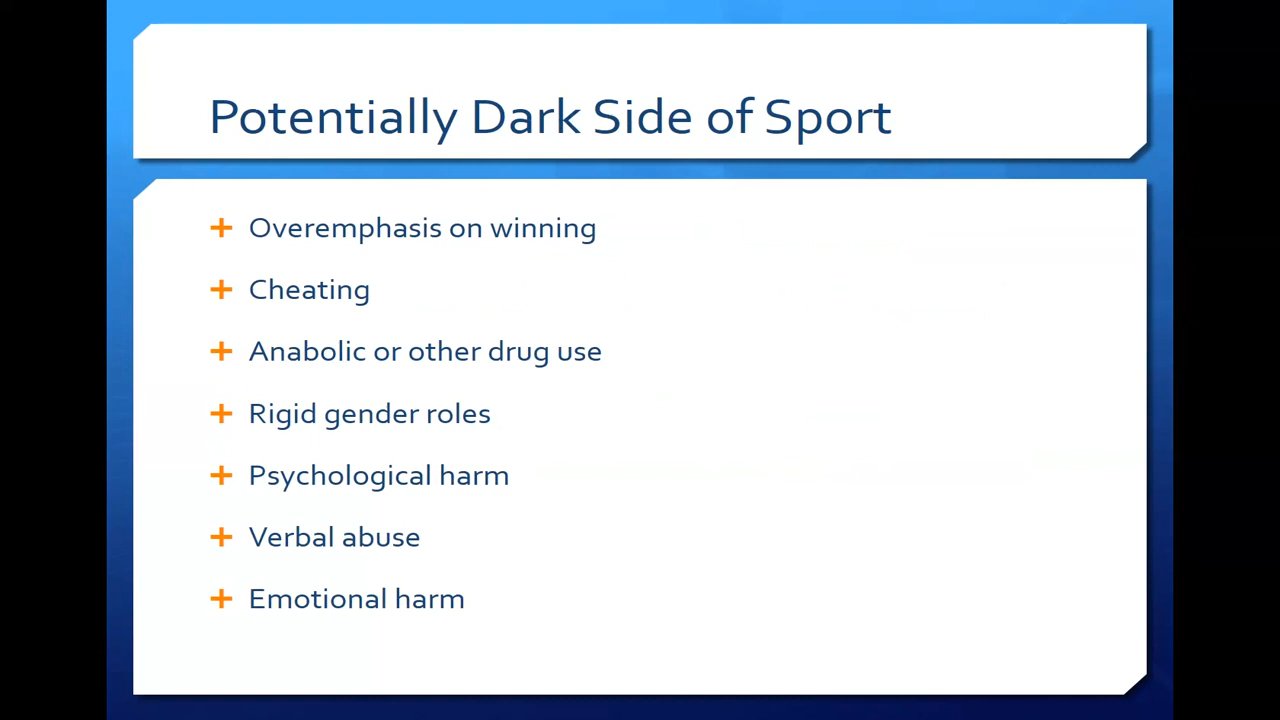 Potentially Dark Side of Sport
Overemphasis on winning
Cheating
Anabolic or other drug use
Rigid gender roles
Psychological harm
Verbal abuse
Emotional harm